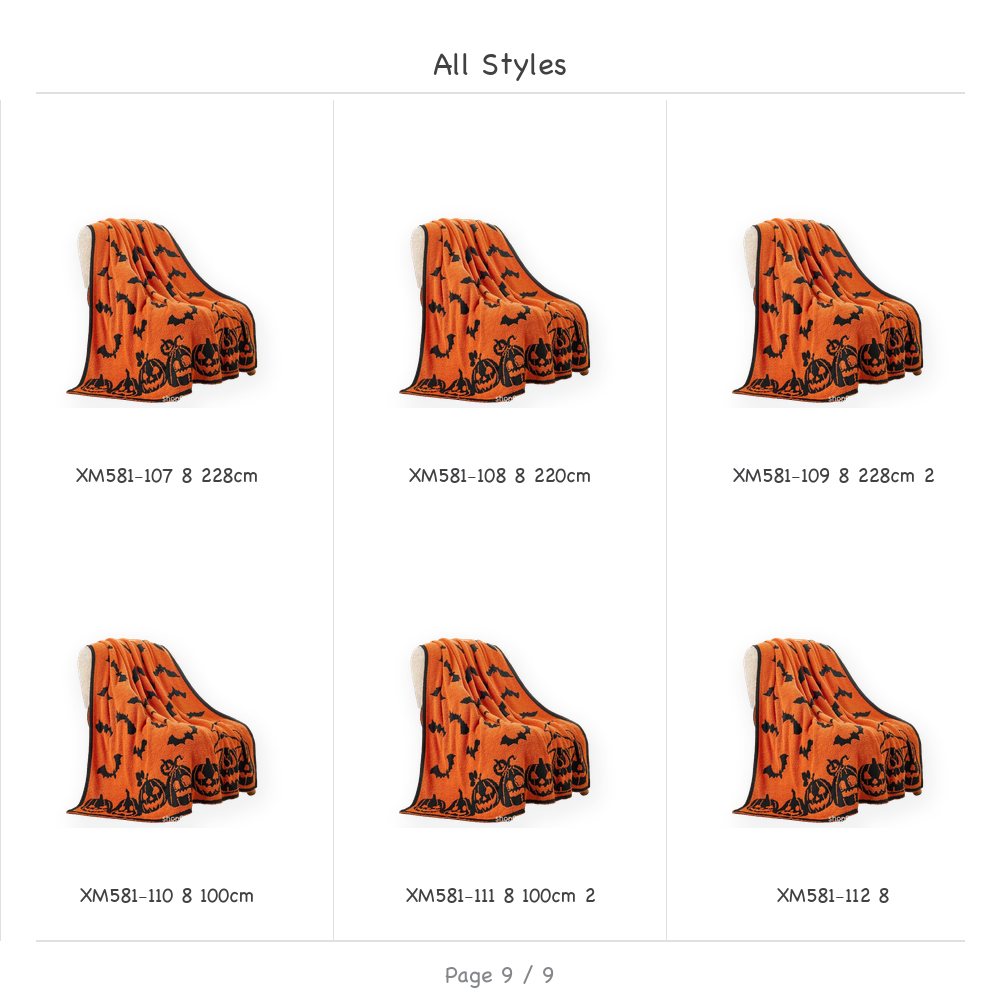 All Styles
XM581-107 8 228cm
XM581-108 8 220cm
XM581-109 8 228cm 2
XM581-110 8 100cm
XM581-111 8 100cm 2
XM581-112 8
Page 9 / 9